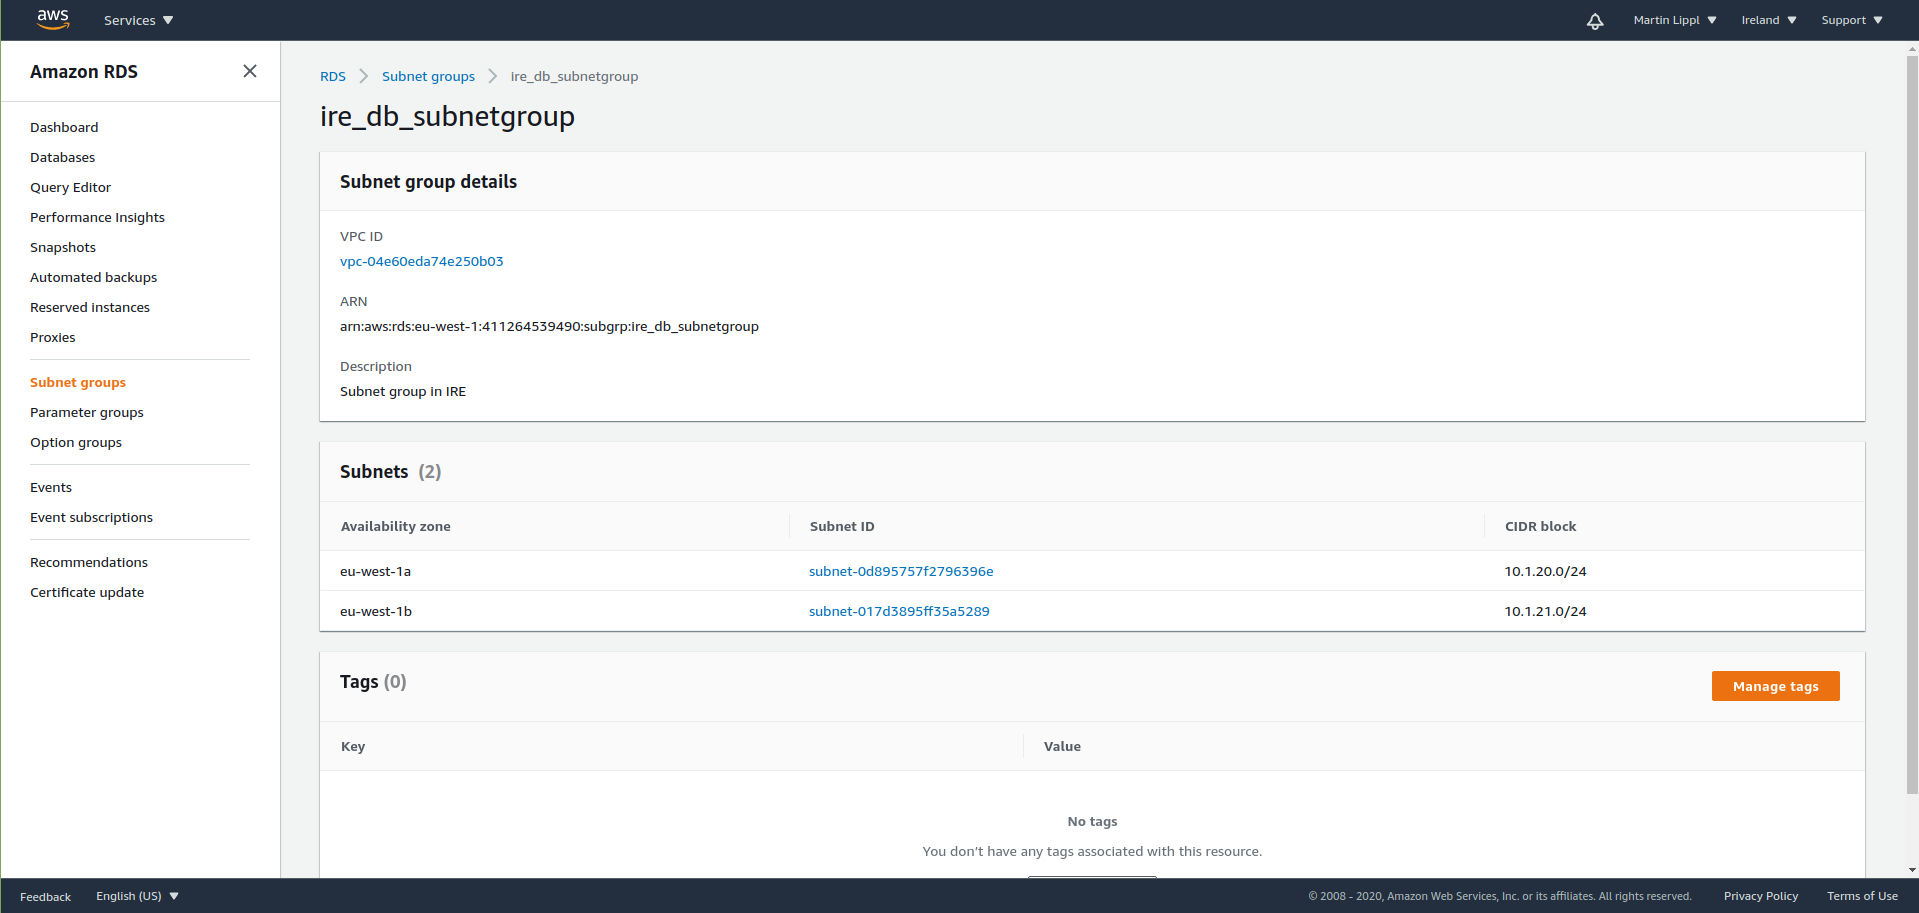 aws Services Martin Lippl Ireland Support
Amazon RDS
Dashboard
Databases
Query Editor
Performance Insights
Snapshots
Automated backups
Reserved instances
Proxies
Subnet groups
Parameter groups
Option groups
Events
Event subscriptions
Recommendations
Certificate update
RDS Subnet groups ire_db_subnetgroup
ire_db_subnetgroup
Subnet group details
VPC ID
vpc-04e60eda74e250b03
ARN
arn:aws:rds:eu-west-1:411264539490:subgrp:ire_db_subnetgroup
Description
Subnet group in IRE
Subnets (2)
Availability zone Subnet ID CIDR block
eu-west-1a subnet-0d895757f2796396e 10.1.20.0/24
eu-west-1b subnet-017d3895ff35a5289 10.1.21.0/24
Tags (0) Manage tags
Key Value
No tags
You don't have any tags associated with this resource.
Feedback English (US) © 2008 - 2020, Amazon Web Services, Inc. or its affiliates. All rights reserved. Privacy Policy Terms of Use